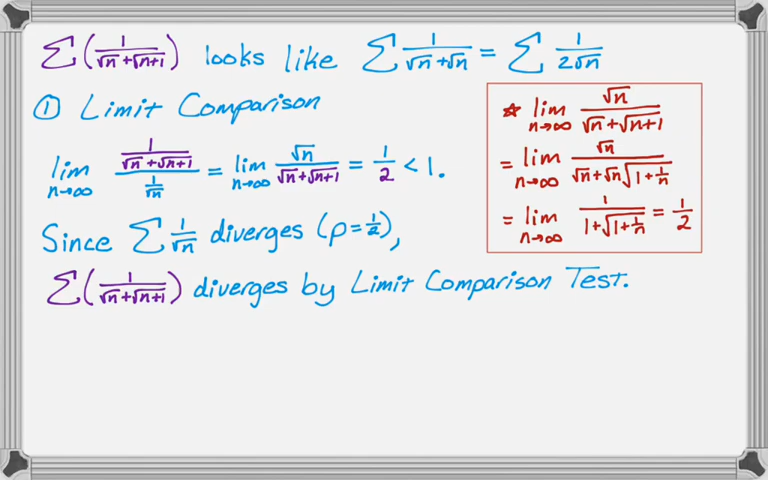 ∑(1/(√n+√n+1)) looks like ∑ 1/(√n+√n) = ∑ 1/(2√n)
① Limit Comparison
lim n→∞ (1/(√n+√n+1))/(1/√n) = lim n→∞ √n/(√n+√n+1) = 1/2 < 1.
Since ∑ 1/√n diverges (p=1/2),
∑(1/(√n+√n+1)) diverges by Limit Comparison Test.
☆ lim n→∞ √n/(√n+√n+1)
= lim n→∞ √n/(√n+√n√(1+1/n))
= lim n→∞ 1/(1+√(1+1/n)) = 1/2